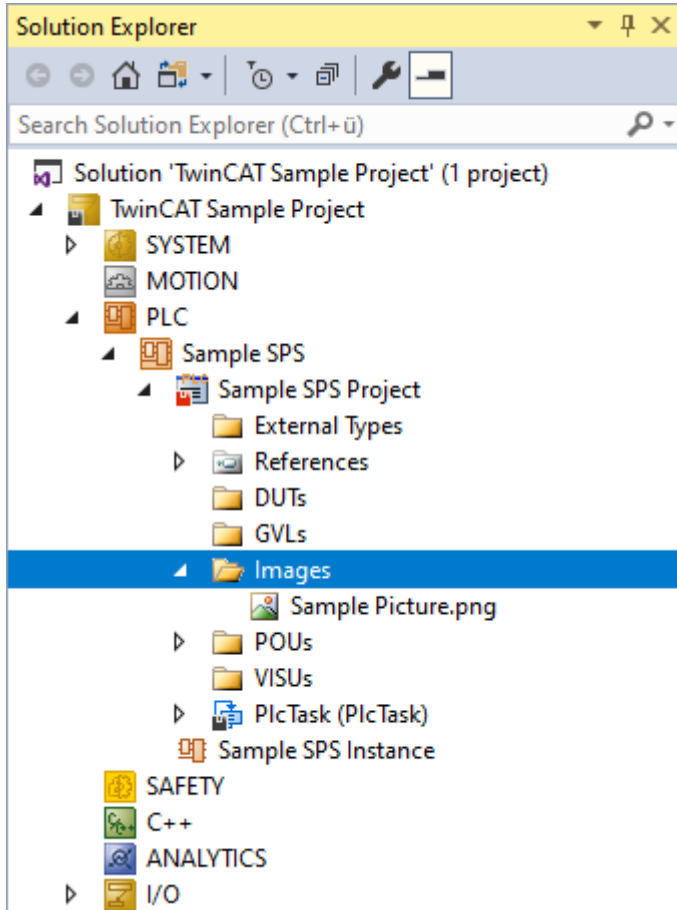 Solution Explorer
Search Solution Explorer (Ctrl+ü)
Solution 'TwinCAT Sample Project' (1 project)
TwinCAT Sample Project
SYSTEM
MOTION
PLC
Sample SPS
Sample SPS Project
External Types
References
DUTs
GVLs
Images
Sample Picture.png
POUs
VISUs
PlcTask (PlcTask)
Sample SPS Instance
SAFETY
C++
ANALYTICS
I/O